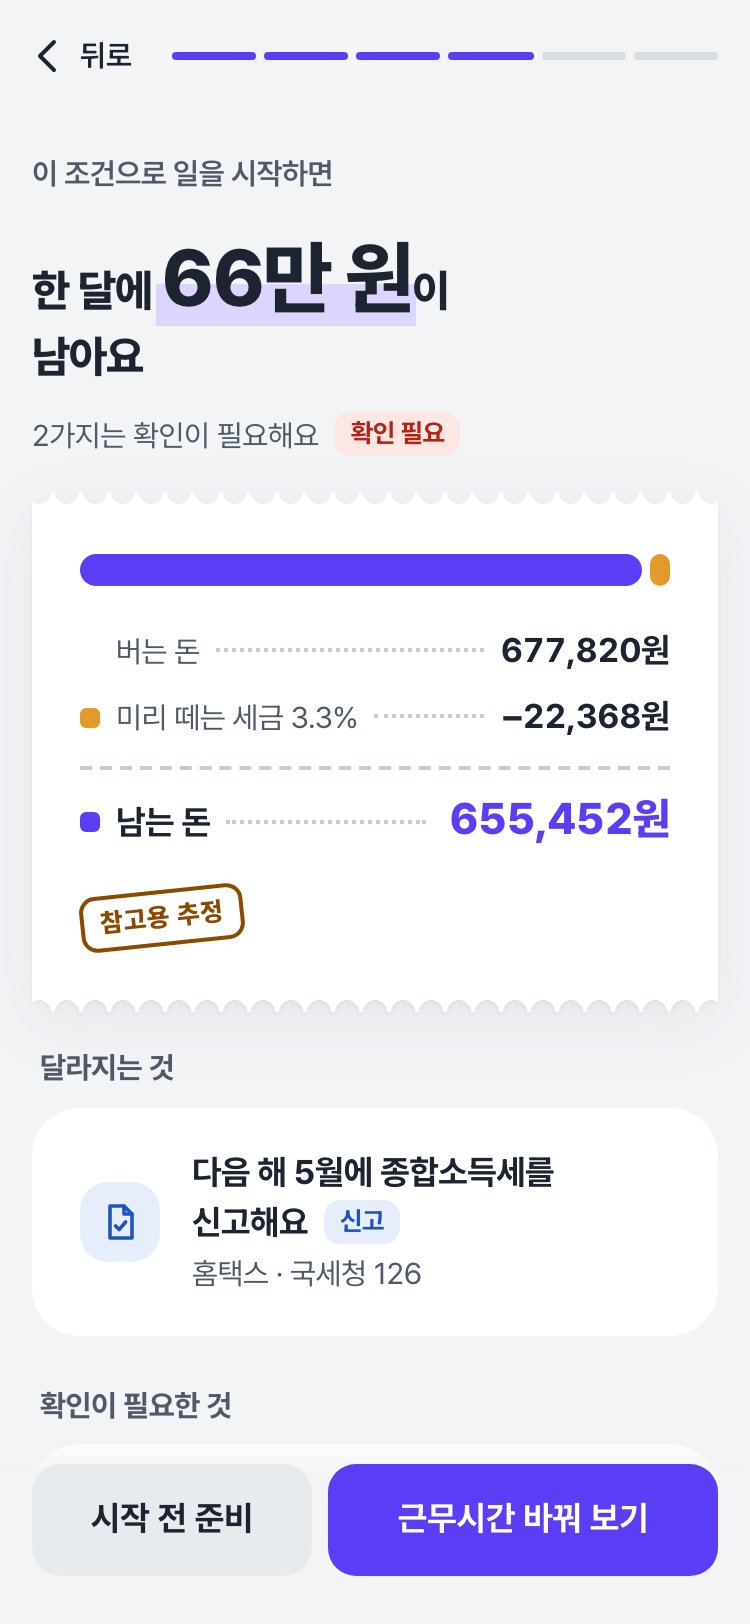 뒤로
이 조건으로 일을 시작하면
한 달에 66만 원이
남아요
2가지는 확인이 필요해요 확인 필요
버는 돈 677,820원
미리 떼는 세금 3.3% −22,368원
남는 돈 655,452원
참고용 추정
달라지는 것
다음 해 5월에 종합소득세를
신고해요 신고
홈택스 · 국세청 126
확인이 필요한 것
시작 전 준비 근무시간 바꿔 보기